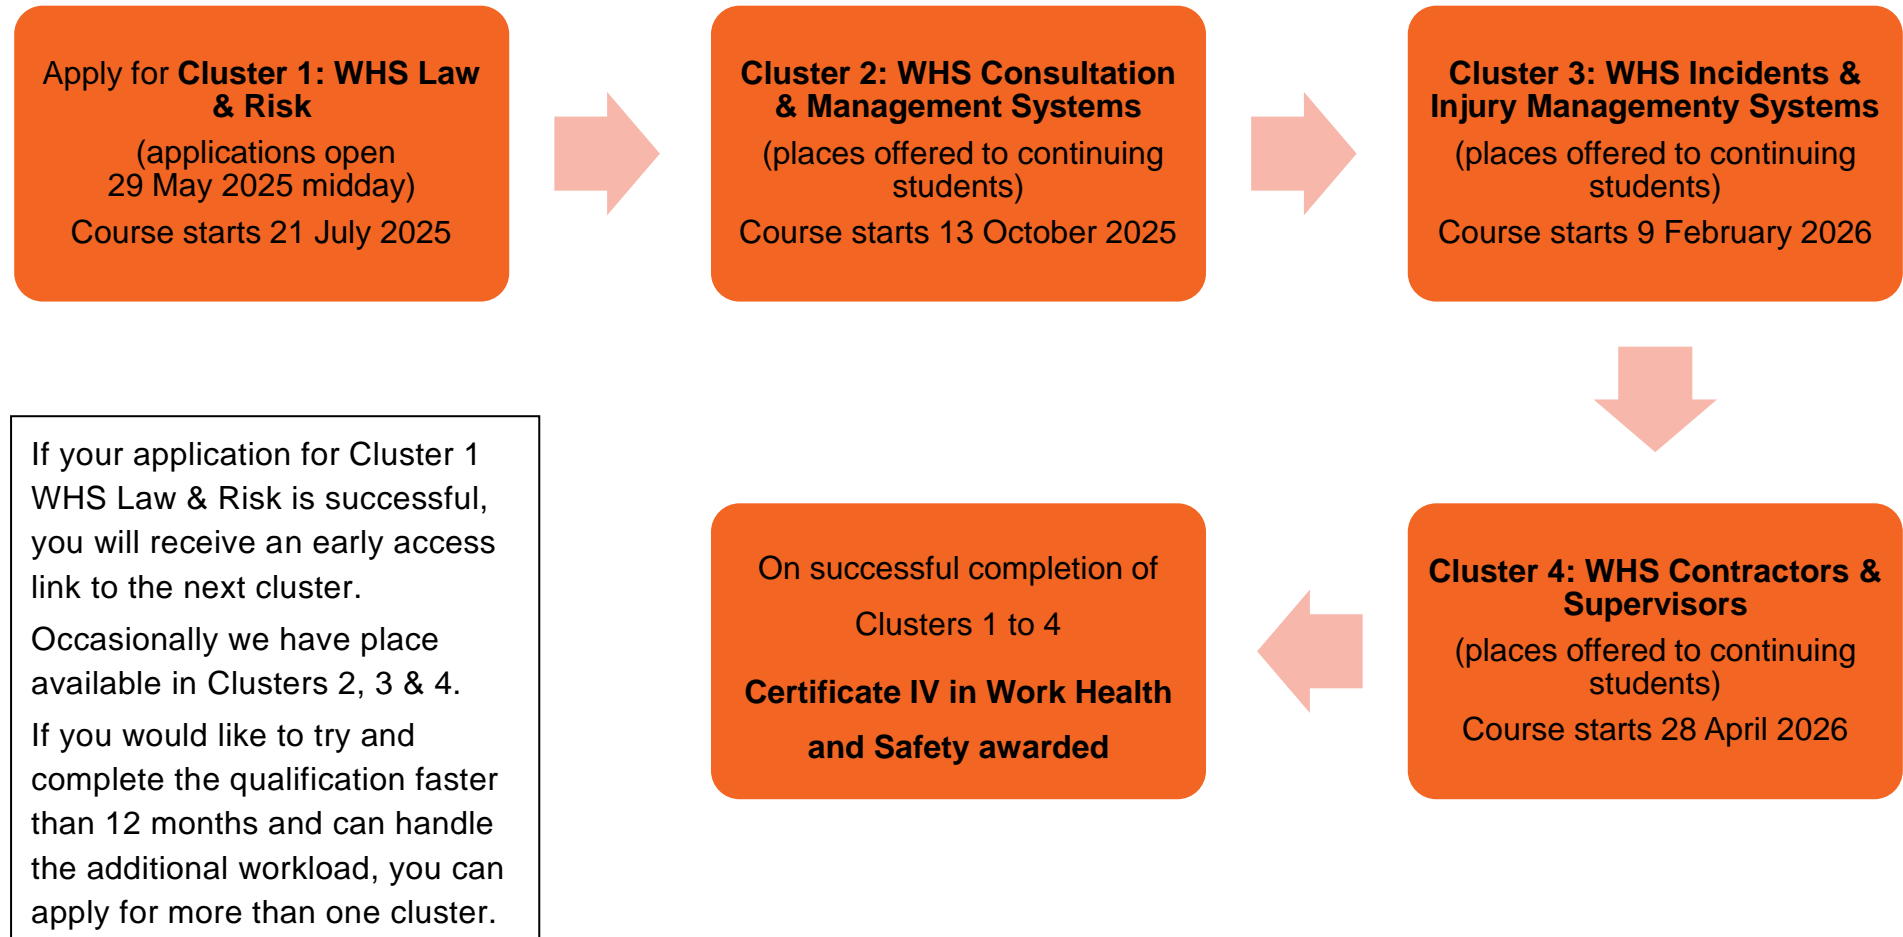 Apply for Cluster 1: WHS Law
& Risk
(applications open
29 May 2025 midday)
Course starts 21 July 2025
Cluster 2: WHS Consultation
& Management Systems
(places offered to continuing
students)
Course starts 13 October 2025
Cluster 3: WHS Incidents &
Injury Managementy Systems
(places offered to continuing
students)
Course starts 9 February 2026
Cluster 4: WHS Contractors &
Supervisors
(places offered to continuing
students)
Course starts 28 April 2026
On successful completion of
Clusters 1 to 4
Certificate IV in Work Health
and Safety awarded
If your application for Cluster 1
WHS Law & Risk is successful,
you will receive an early access
link to the next cluster.
Occasionally we have place
available in Clusters 2, 3 & 4.
If you would like to try and
complete the qualification faster
than 12 months and can handle
the additional workload, you can
apply for more than one cluster.